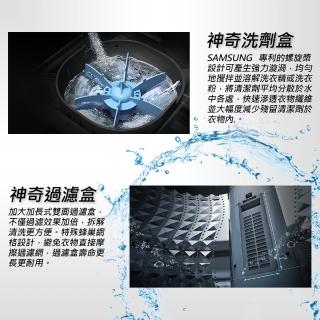 神奇洗劑盒
SAMSUNG 專利的螺旋槳
設計可產生強力漩渦，均勻
地攪拌並溶解洗衣精或洗衣
粉，將清潔劑平均分散於水
中各處，快速滲透衣物纖維
並大幅度減少殘留清潔劑於
衣物內。
神奇過濾盒
加大加長式雙面過濾盒，
不僅過濾效果加倍，拆解
清洗更方便。特殊蜂巢網
格設計，避免衣物直接摩
擦過濾網，過濾盒壽命更
長更耐用。